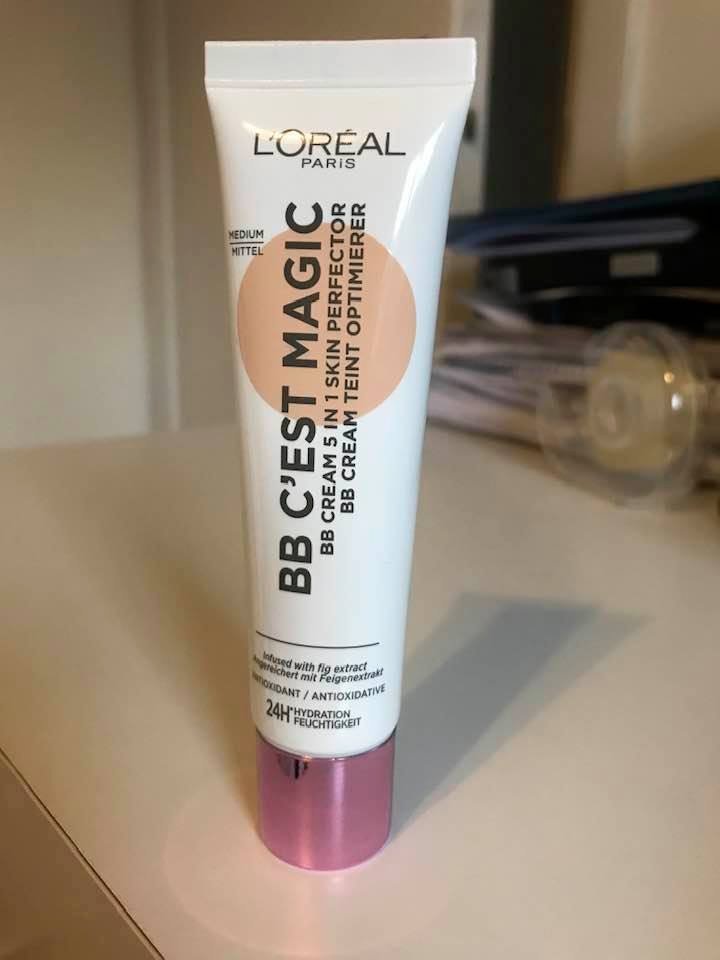 L'ORÉAL
PARIS
MEDIUM
MITTEL
BB C'EST MAGIC
BB CREAM 5 IN 1 SKIN PERFECTOR
BB CREAM TEINT OPTIMIERER
Infused with fig extract
Angereichert mit Feigenextrakt
ANTIOXIDANT / ANTIOXIDATIVE
24H* HYDRATION
FEUCHTIGKEIT